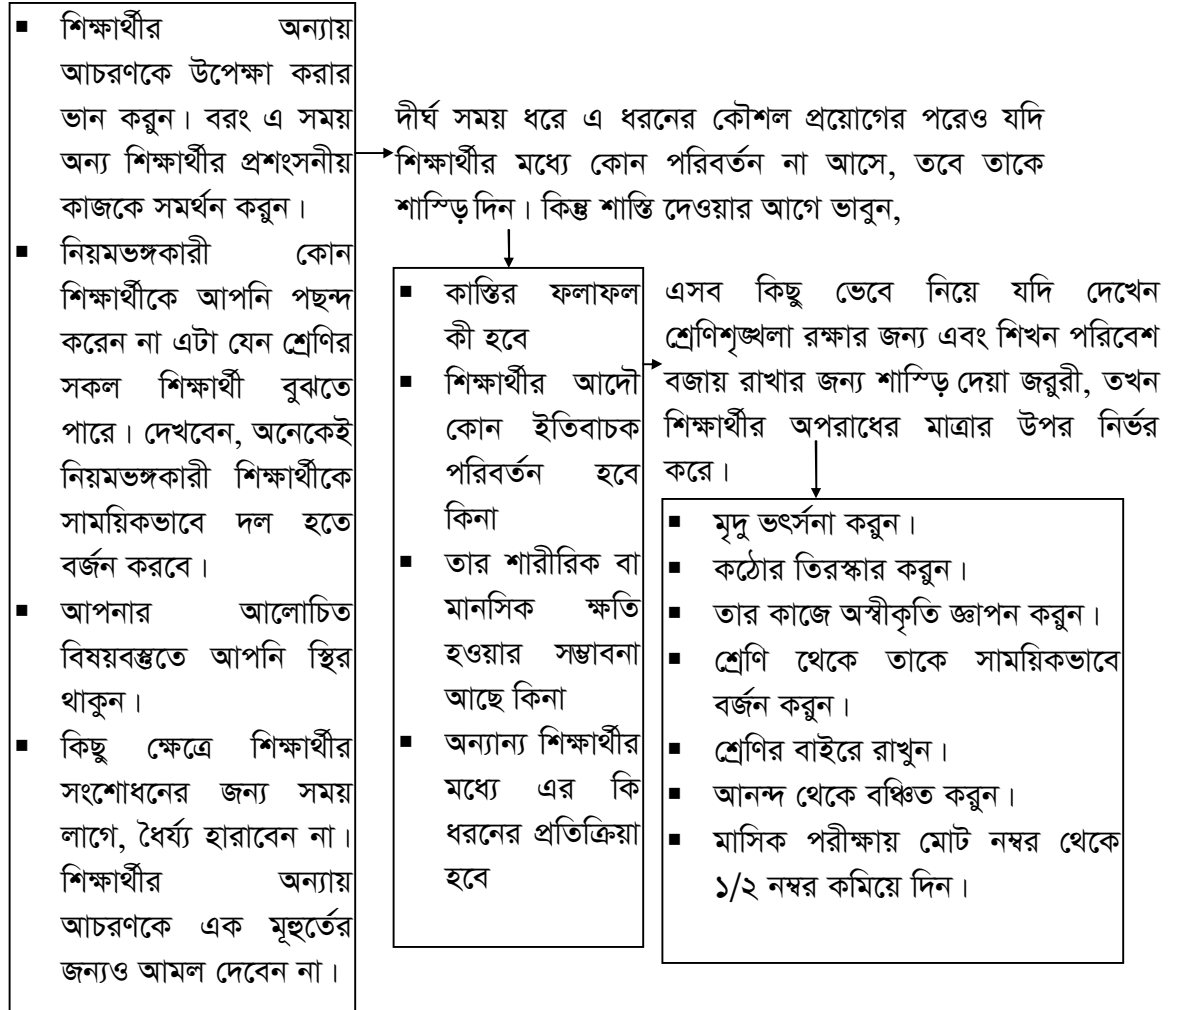 ▪ শিক্ষার্থীর অন্যায়
আচরণকে উপেক্ষা করার
ভান করুন। বরং এ সময়
অন্য শিক্ষার্থীর প্রশংসনীয়
কাজকে সমর্থন করুন।
▪ নিয়মভঙ্গকারী কোন
শিক্ষার্থীকে আপনি পছন্দ
করেন না এটা যেন শ্রেণির
সকল শিক্ষার্থী বুঝতে
পারে। দেখবেন, অনেকেই
নিয়মভঙ্গকারী শিক্ষার্থীকে
সাময়িকভাবে দল হতে
বর্জন করবে।
▪ আপনার আলোচিত
বিষয়বস্তুতে আপনি স্থির
থাকুন।
▪ কিছু ক্ষেত্রে শিক্ষার্থীর
সংশোধনের জন্য সময়
লাগে, ধৈর্য্য হারাবেন না।
শিক্ষার্থীর অন্যায়
আচরণকে এক মূহুর্তের
জন্যও আমল দেবেন না।
দীর্ঘ সময় ধরে এ ধরনের কৌশল প্রয়োগের পরেও যদি
শিক্ষার্থীর মধ্যে কোন পরিবর্তন না আসে, তবে তাকে
শাস্ড়ি দিন। কিন্তু শাস্তি দেওয়ার আগে ভাবুন,
▪ কাস্তির ফলাফল
কী হবে
▪ শিক্ষার্থীর আদৌ
কোন ইতিবাচক
পরিবর্তন হবে
কিনা
▪ তার শারীরিক বা
মানসিক ক্ষতি
হওয়ার সম্ভাবনা
আছে কিনা
▪ অন্যান্য শিক্ষার্থীর
মধ্যে এর কি
ধরনের প্রতিক্রিয়া
হবে
এসব কিছু ভেবে নিয়ে যদি দেখেন
শ্রেণিশৃঙ্খলা রক্ষার জন্য এবং শিখন পরিবেশ
বজায় রাখার জন্য শাস্ড়ি দেয়া জরুরী, তখন
শিক্ষার্থীর অপরাধের মাত্রার উপর নির্ভর
করে।
▪ মৃদু ভৎর্সনা করুন।
▪ কঠোর তিরস্কার করুন।
▪ তার কাজে অস্বীকৃতি জ্ঞাপন করুন।
▪ শ্রেণি থেকে তাকে সাময়িকভাবে
বর্জন করুন।
▪ শ্রেণির বাইরে রাখুন।
▪ আনন্দ থেকে বঞ্চিত করুন।
▪ মাসিক পরীক্ষায় মোট নম্বর থেকে
১/২ নম্বর কমিয়ে দিন।